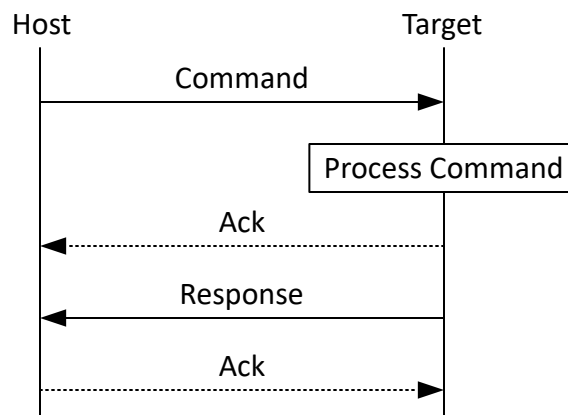 Host
Target
Command
Process Command
Ack
Response
Ack